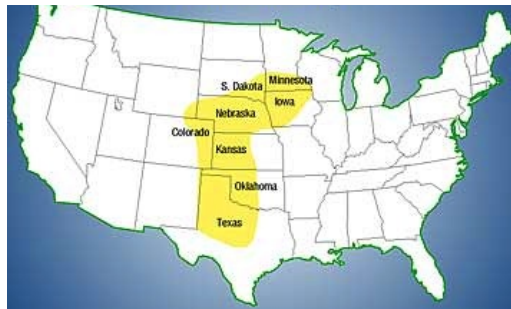 Minnesota
S. Dakota
Iowa
Nebraska
Colorado
Kansas
Oklahoma
Texas